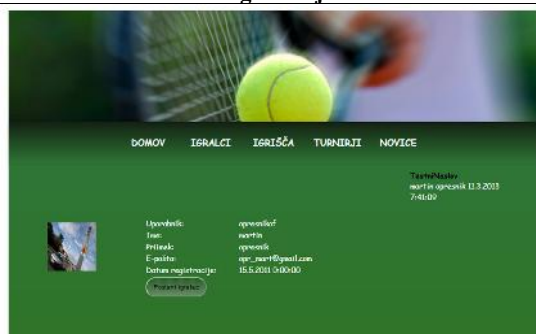 DOMOV IGRALCI IGRIŠČA TURNIRJI NOVICE
TestniNaslov
martin opresnik 11.3.2011
7:41:09
Uporabnik: opresnikof
Ime: martin
Priimek: opresnik
E-pošta: opr_mart@gmail.com
Datum registracije: 15.5.2011 0:00:00
Postani igralec